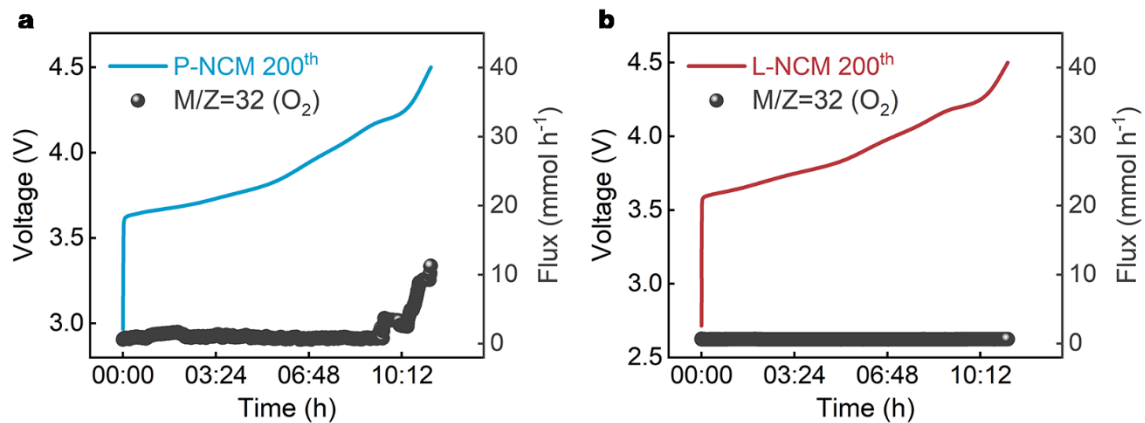 a
P-NCM 200th
M/Z=32 (O2)
Voltage (V)
4.5
4.0
3.5
3.0
40
30
20
10
0
Flux (mmol h-1)
00:00 03:24 06:48 10:12
Time (h)
b
L-NCM 200th
M/Z=32 (O2)
Voltage (V)
4.5
4.0
3.5
3.0
2.5
40
30
20
10
0
Flux (mmol h-1)
00:00 03:24 06:48 10:12
Time (h)